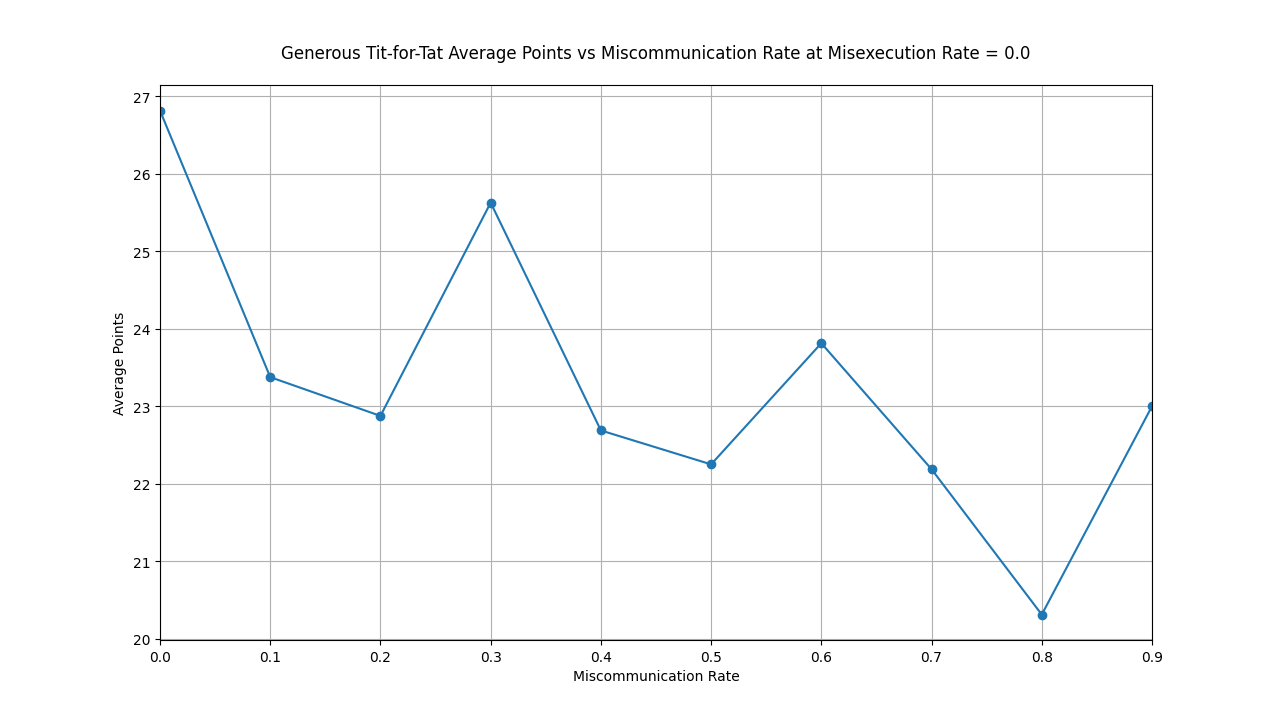 Generous Tit-for-Tat Average Points vs Miscommunication Rate at Misexecution Rate = 0.0
27
26
25
24
23
22
21
20
Average Points
0.0 0.1 0.2 0.3 0.4 0.5 0.6 0.7 0.8 0.9
Miscommunication Rate